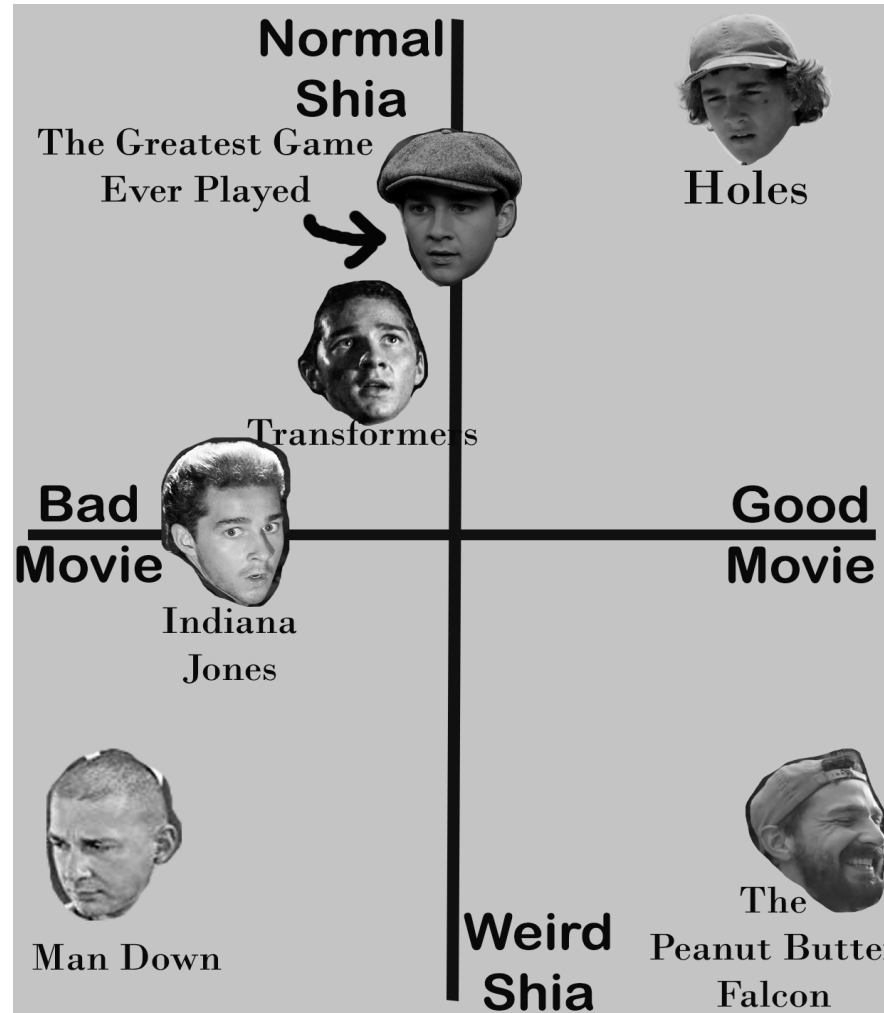 Normal
Shia
The Greatest Game
Ever Played
Holes
Transformers
Bad
Movie
Good
Movie
Indiana
Jones
Man Down
Weird
Shia
The
Peanut Butte
Falcon